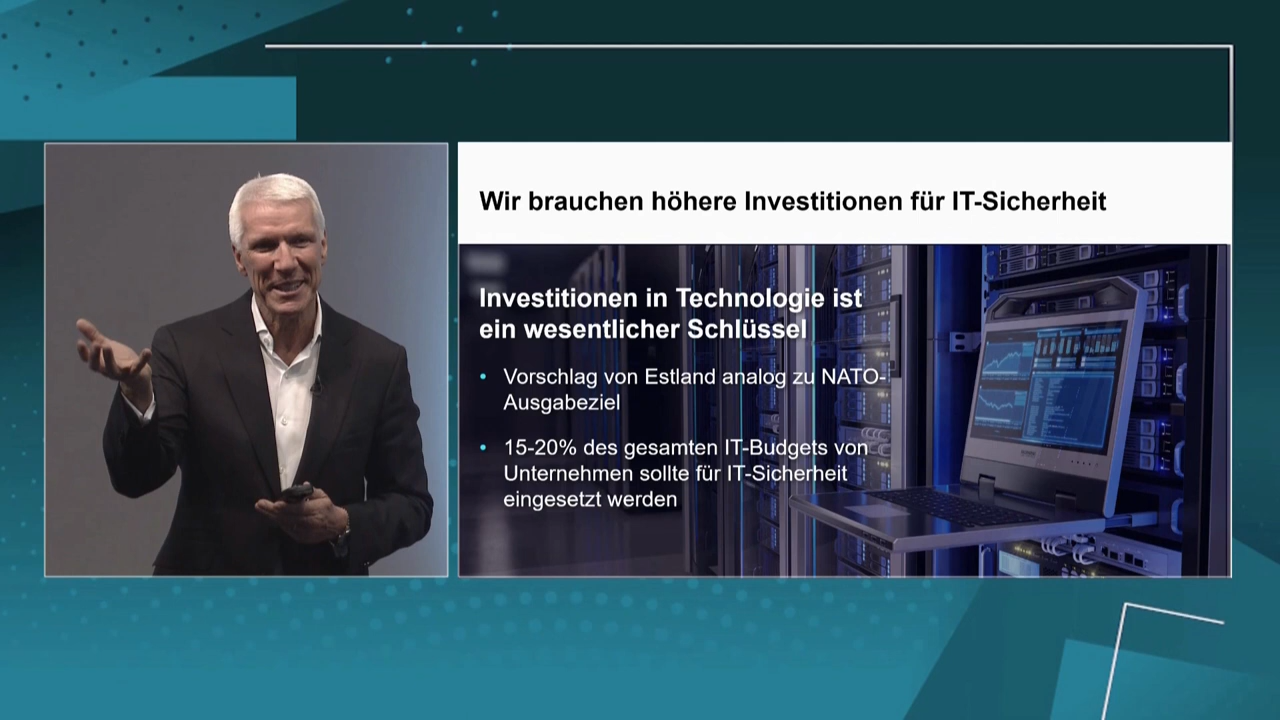 Wir brauchen höhere Investitionen für IT-Sicherheit
Investitionen in Technologie ist
ein wesentlicher Schlüssel
• Vorschlag von Estland analog zu NATO-
Ausgabeziel
• 15-20% des gesamten IT-Budgets von
Unternehmen sollte für IT-Sicherheit
eingesetzt werden